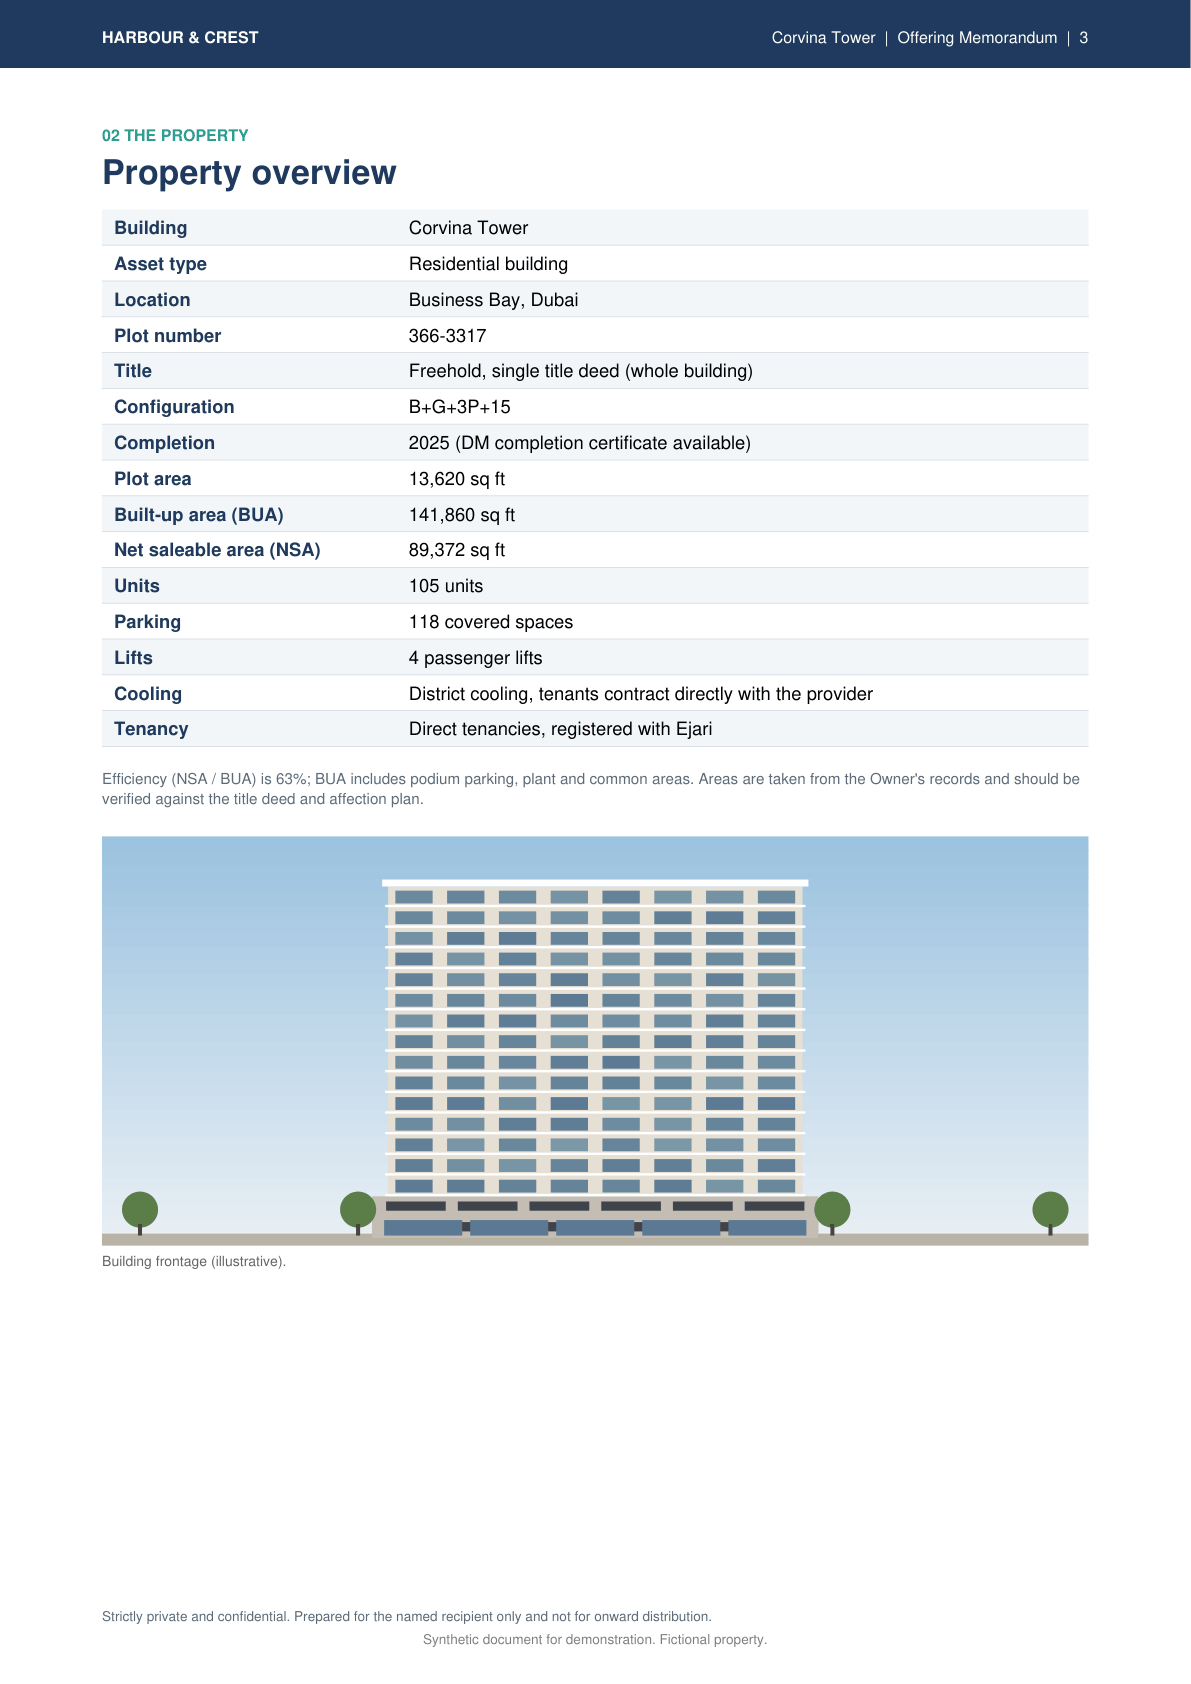 HARBOUR & CREST
Corvina Tower | Offering Memorandum | 3
02 THE PROPERTY
Property overview
Building Corvina Tower
Asset type Residential building
Location Business Bay, Dubai
Plot number 366-3317
Title Freehold, single title deed (whole building)
Configuration B+G+3P+15
Completion 2025 (DM completion certificate available)
Plot area 13,620 sq ft
Built-up area (BUA) 141,860 sq ft
Net saleable area (NSA) 89,372 sq ft
Units 105 units
Parking 118 covered spaces
Lifts 4 passenger lifts
Cooling District cooling, tenants contract directly with the provider
Tenancy Direct tenancies, registered with Ejari
Efficiency (NSA / BUA) is 63%; BUA includes podium parking, plant and common areas. Areas are taken from the Owner's records and should be
verified against the title deed and affection plan.
Building frontage (illustrative).
Strictly private and confidential. Prepared for the named recipient only and not for onward distribution.
Synthetic document for demonstration. Fictional property.